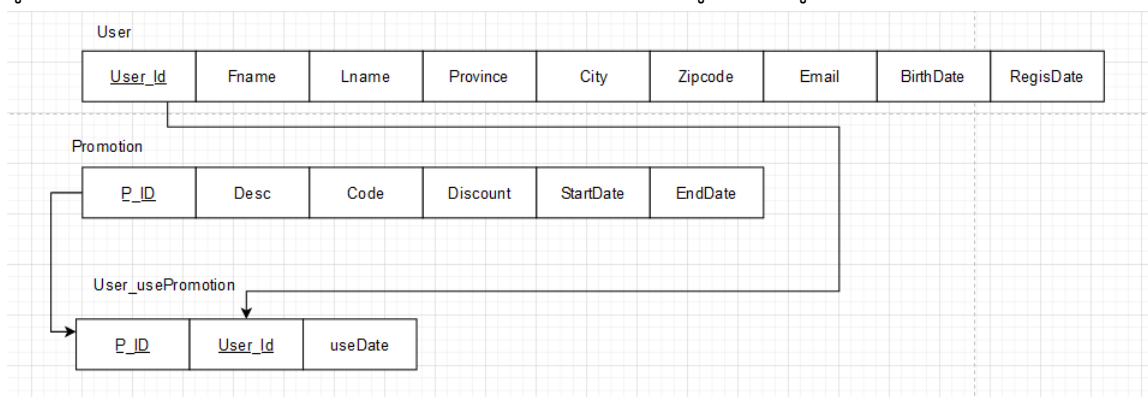 User
User_Id Fname Lname Province City Zipcode Email BirthDate RegisDate
Promotion
P_ID Desc Code Discount StartDate EndDate
User_usePromotion
P_ID User_Id useDate